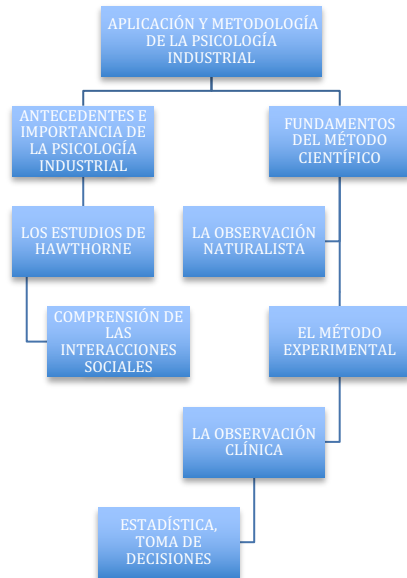 APLICACIÓN Y METODOLOGÍA
DE LA PSICOLOGÍA
INDUSTRIAL
ANTECEDENTES E
IMPORTANCIA DE
LA PSICOLOGÍA
INDUSTRIAL
FUNDAMENTOS
DEL MÉTODO
CIENTÍFICO
LOS ESTUDIOS DE
HAWTHORNE
LA OBSERVACIÓN
NATURALISTA
COMPRENSIÓN DE
LAS
INTERACCIONES
SOCIALES
EL MÉTODO
EXPERIMENTAL
LA OBSERVACIÓN
CLÍNICA
ESTADÍSTICA,
TOMA DE
DECISIONES